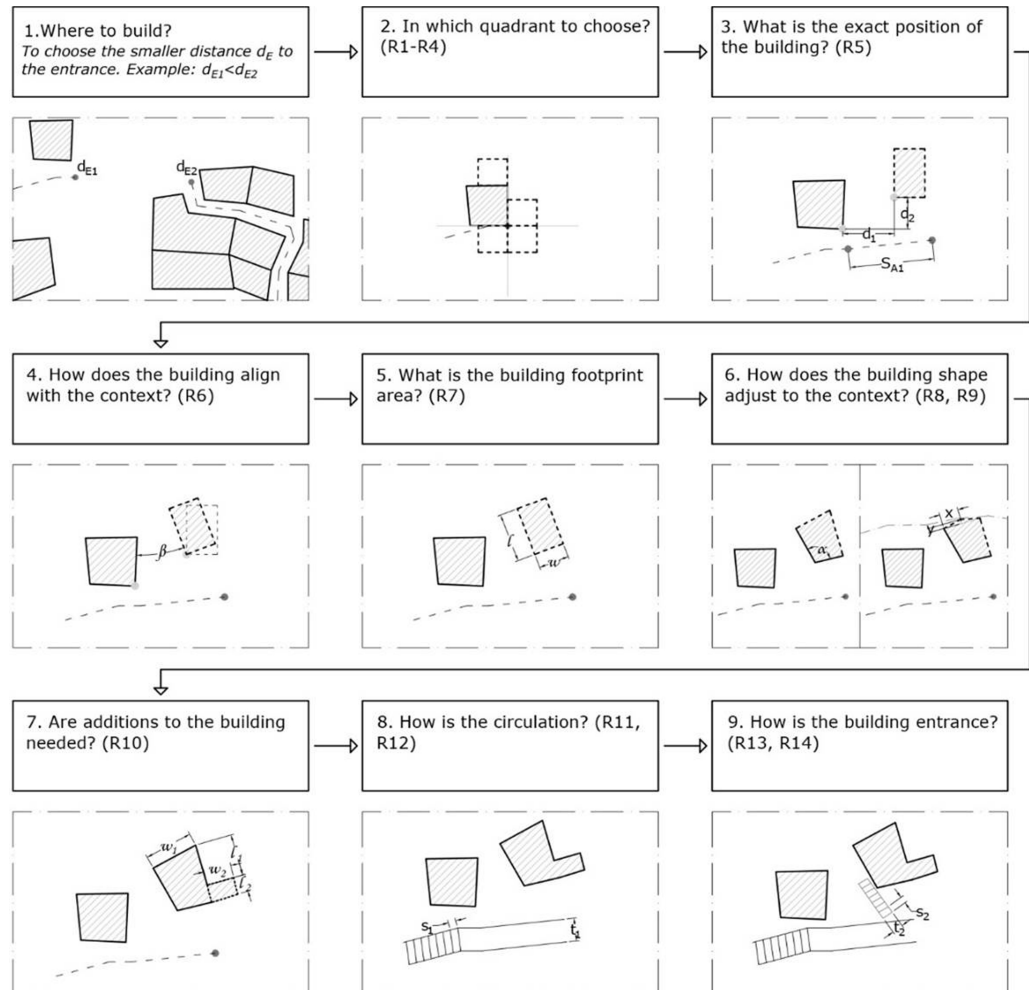 1.Where to build?
To choose the smaller distance dE to
the entrance. Example: dE1<dE2
2. In which quadrant to choose?
(R1-R4)
3. What is the exact position of
the building? (R5)
dE1
dE2
d2
d1
SA1
4. How does the building align
with the context? (R6)
5. What is the building footprint
area? (R7)
6. How does the building shape
adjust to the context? (R8, R9)
β
l
w
α
x
y
7. Are additions to the building
needed? (R10)
8. How is the circulation? (R11,
R12)
9. How is the building entrance?
(R13, R14)
w1
l1
w2
l2
s1
t1
s2
t2